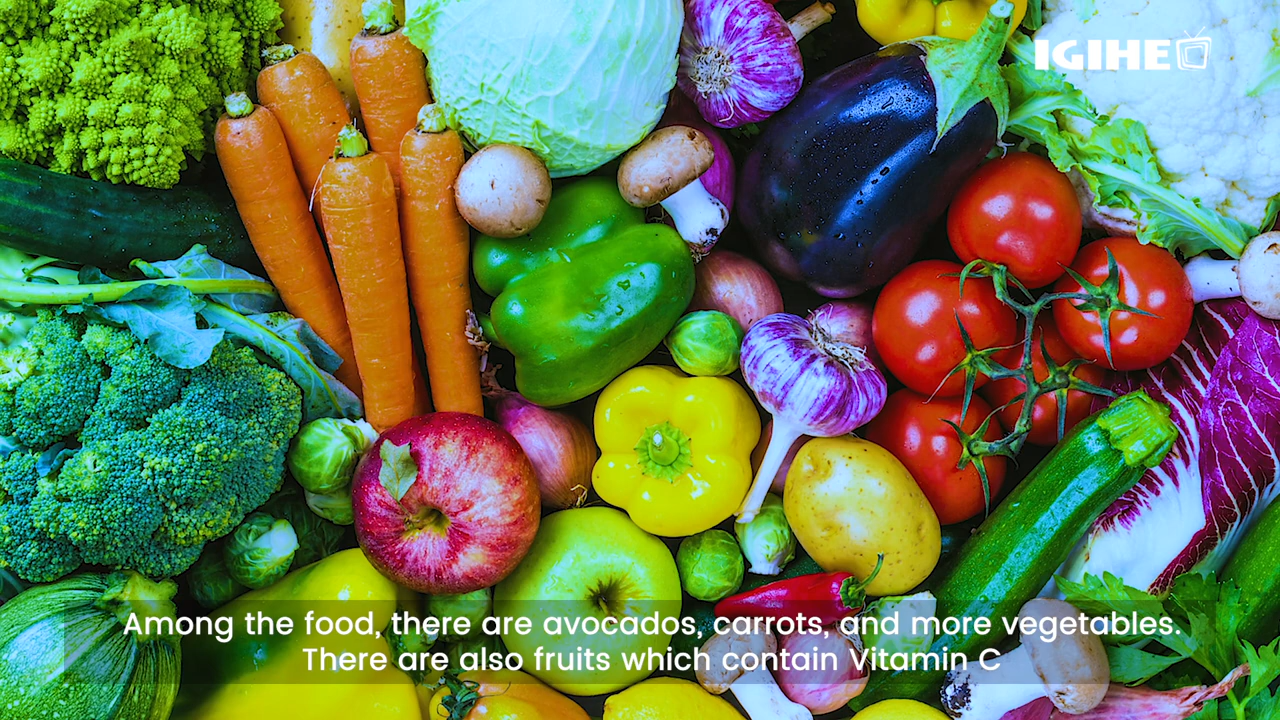 IGIHE
Among the food, there are avocados, carrots, and more vegetables.
There are also fruits which contain Vitamin C